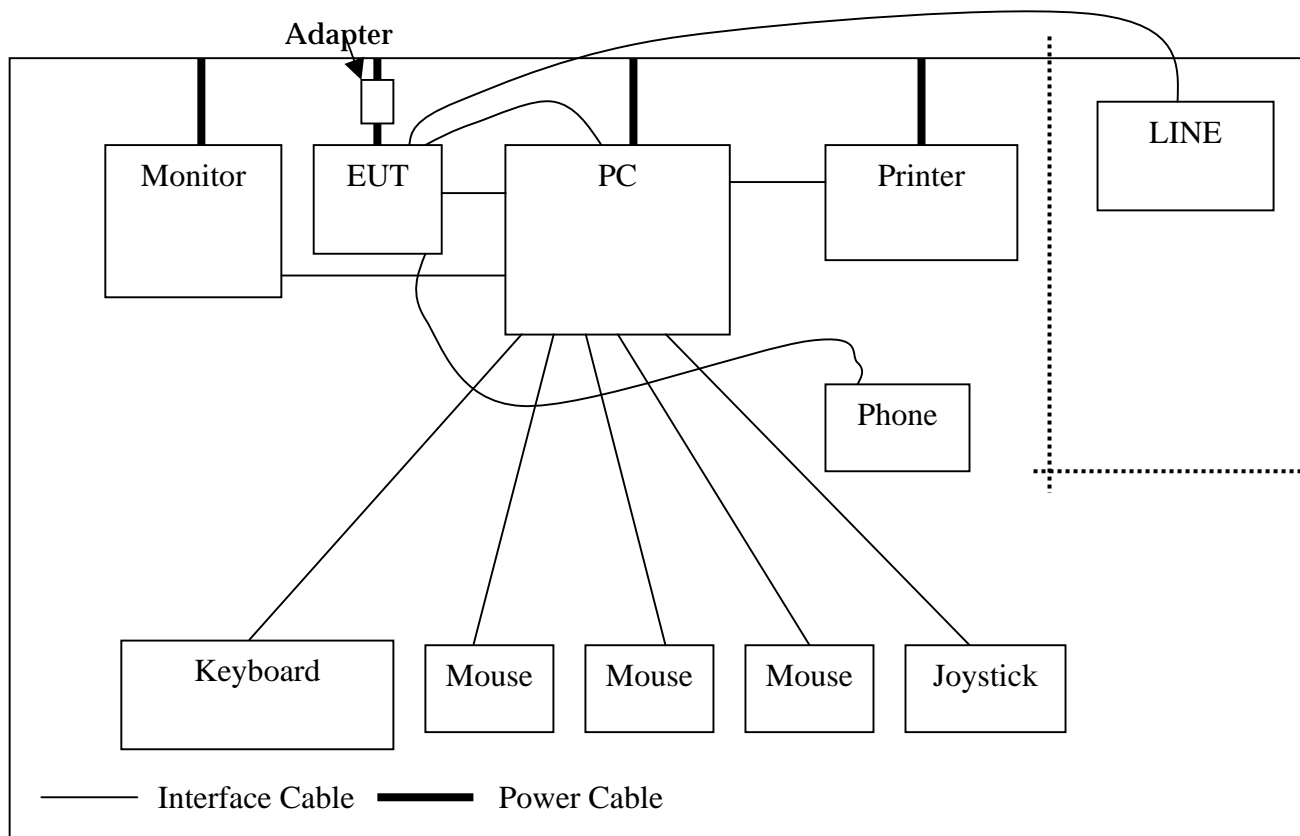 Adapter
LINE
Monitor
EUT
PC
Printer
Phone
Keyboard
Mouse
Mouse
Mouse
Joystick
Interface Cable
Power Cable